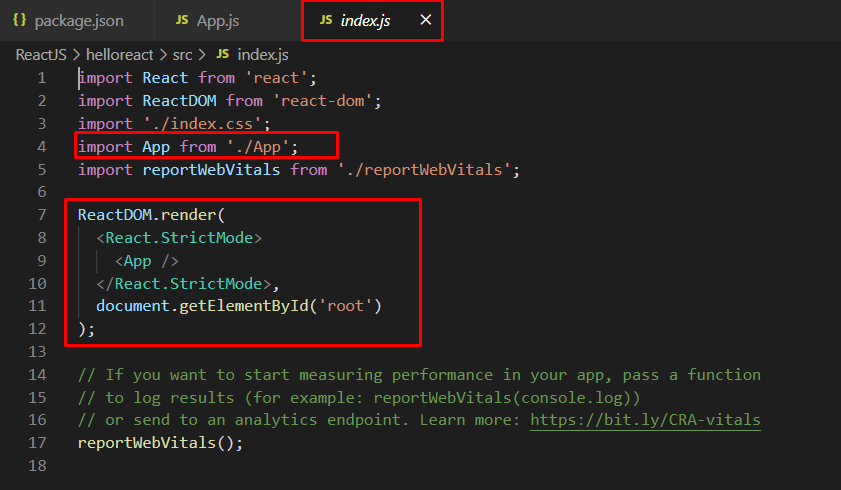 {} package.json JS App.js JS index.js ×
ReactJS > helloreact > src > JS index.js
1 import React from 'react';
2 import ReactDOM from 'react-dom';
3 import './index.css';
4 import App from './App';
5 import reportWebVitals from './reportWebVitals';
6
7 ReactDOM.render(
8 <React.StrictMode>
9 <App />
10 </React.StrictMode>,
11 document.getElementById('root')
12 );
13
14 // If you want to start measuring performance in your app, pass a function
15 // to log results (for example: reportWebVitals(console.log))
16 // or send to an analytics endpoint. Learn more: https://bit.ly/CRA-vitals
17 reportWebVitals();
18